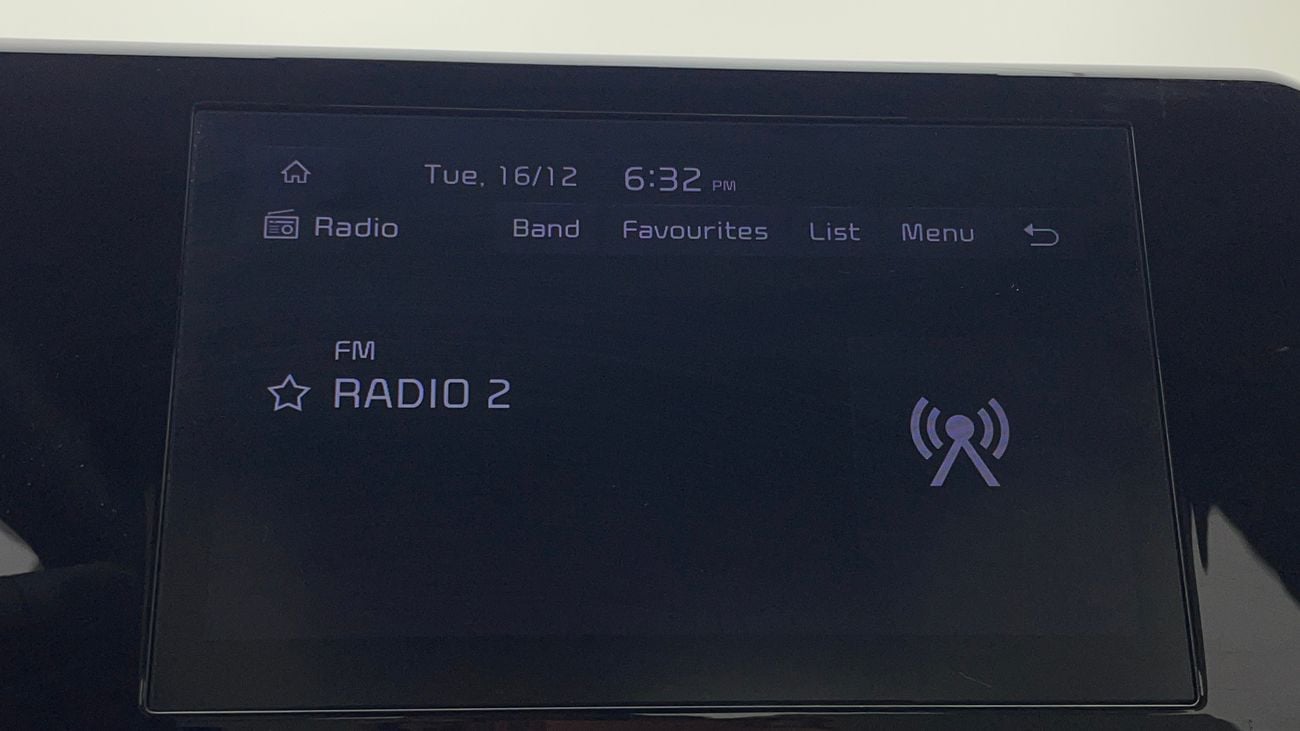 Tue, 16/12 6:32 PM
Radio Band Favourites List Menu
FM
RADIO 2